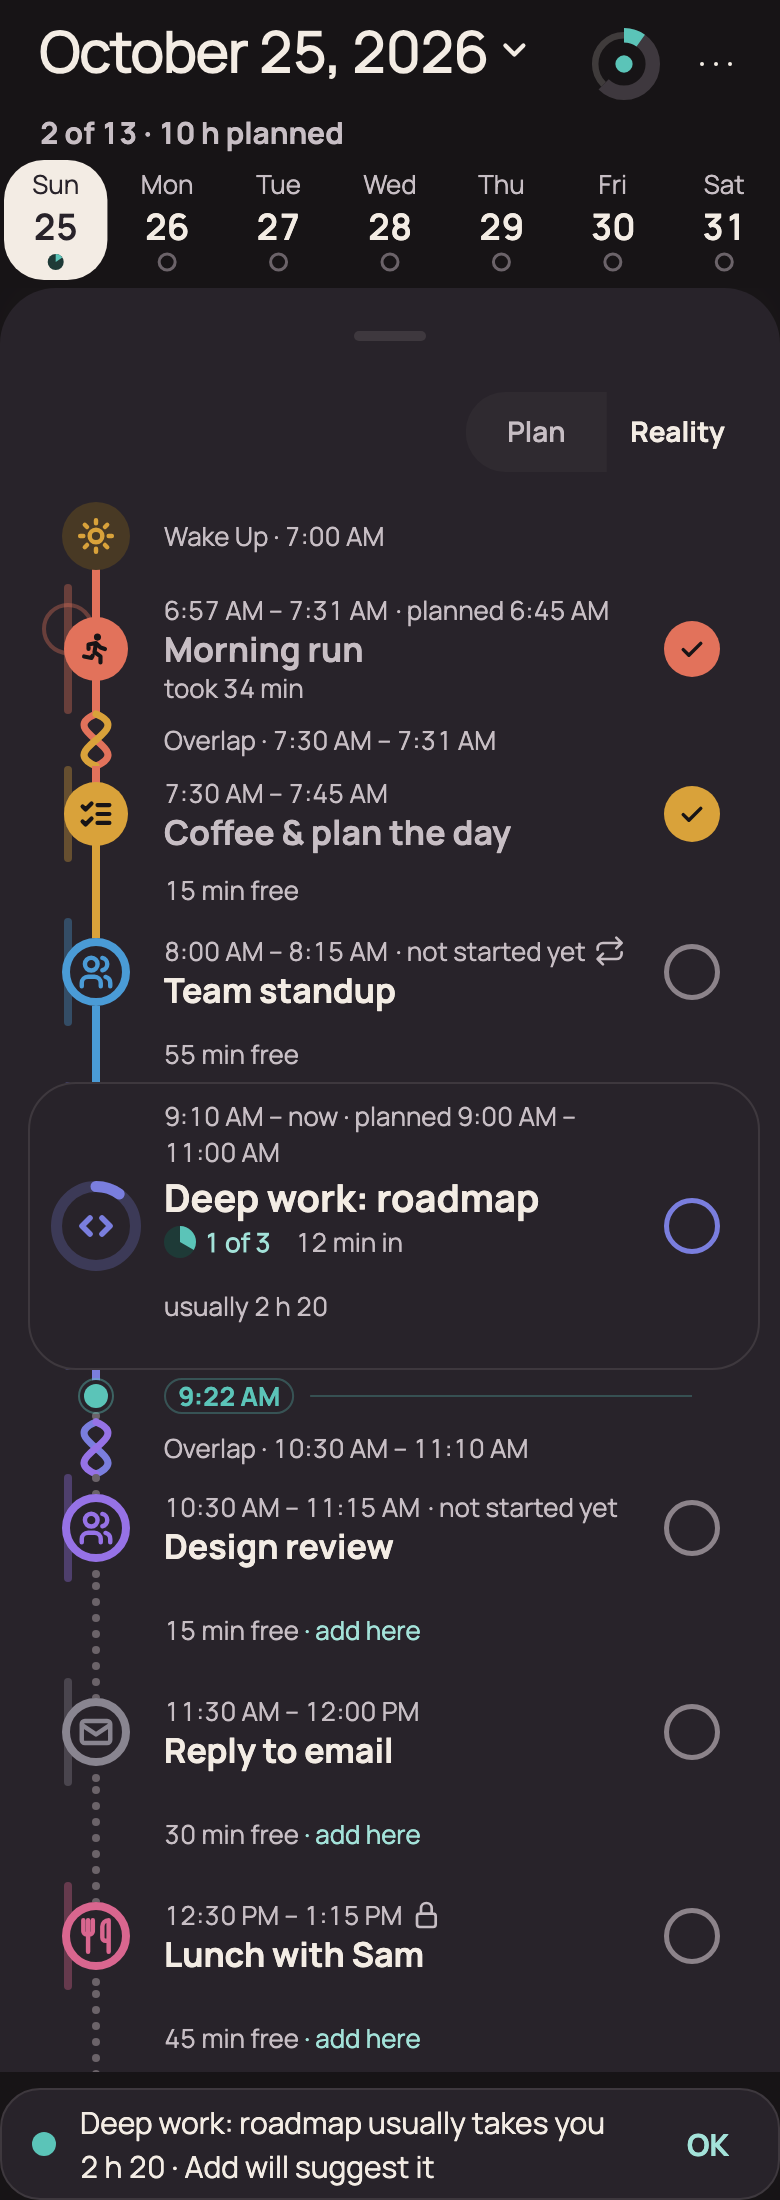 October 25, 2026
...
2 of 13 · 10 h planned
Sun Mon Tue Wed Thu Fri Sat
25 26 27 28 29 30 31
Plan Reality
Wake Up · 7:00 AM
6:57 AM – 7:31 AM · planned 6:45 AM
Morning run
took 34 min
Overlap · 7:30 AM – 7:31 AM
7:30 AM – 7:45 AM
Coffee & plan the day
15 min free
8:00 AM – 8:15 AM · not started yet
Team standup
55 min free
9:10 AM – now · planned 9:00 AM –
11:00 AM
Deep work: roadmap
1 of 3 12 min in
usually 2 h 20
9:22 AM
Overlap · 10:30 AM – 11:10 AM
10:30 AM – 11:15 AM · not started yet
Design review
15 min free · add here
11:30 AM – 12:00 PM
Reply to email
30 min free · add here
12:30 PM – 1:15 PM
Lunch with Sam
45 min free · add here
Deep work: roadmap usually takes you
2 h 20 · Add will suggest it
OK